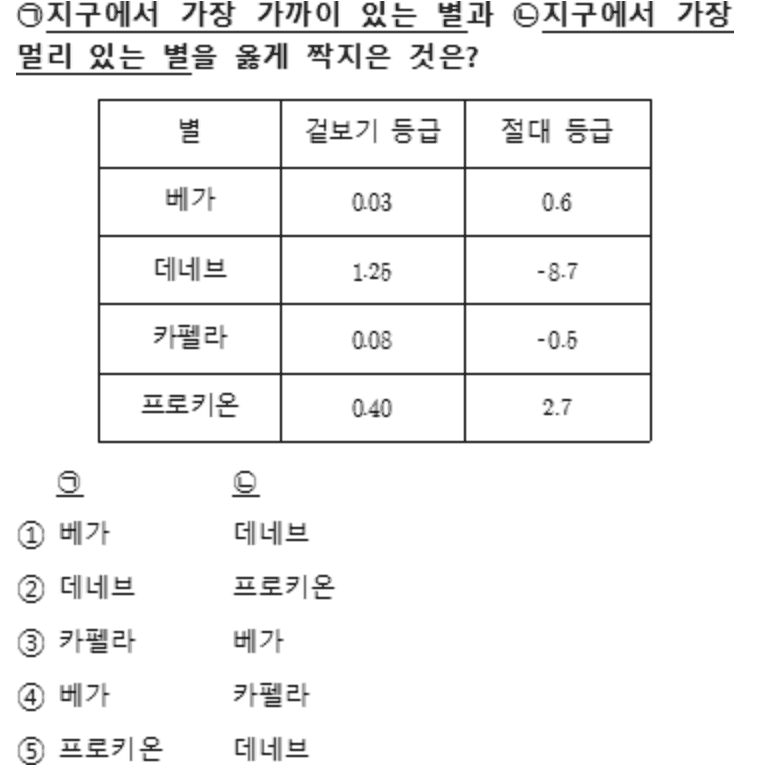 ㉠지구에서 가장 가까이 있는 별과 ㉡지구에서 가장
멀리 있는 별을 옳게 짝지은 것은?
별 겉보기 등급 절대 등급
베가 0.03 0.6
데네브 1.25 -8.7
카펠라 0.08 -0.5
프로키온 0.40 2.7
㉠ ㉡
① 베가 데네브
② 데네브 프로키온
③ 카펠라 베가
④ 베가 카펠라
⑤ 프로키온 데네브